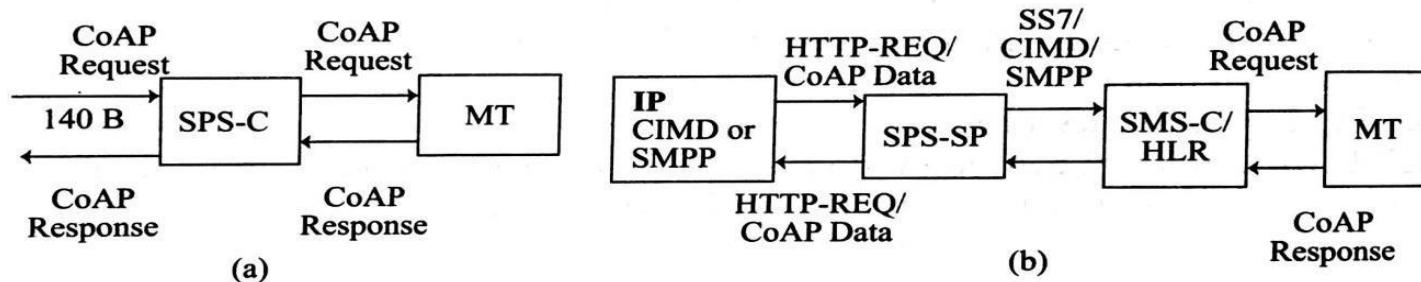 CoAP
Request
140 B
SPS-C
CoAP
Request
MT
CoAP
Response
CoAP
Response
(a)
IP
CIMD or
SMPP
HTTP-REQ/
CoAP Data
SPS-SP
SS7/
CIMD/
SMPP
SMS-C/
HLR
CoAP
Request
MT
HTTP-REQ/
CoAP Data
CoAP
Response
(b)